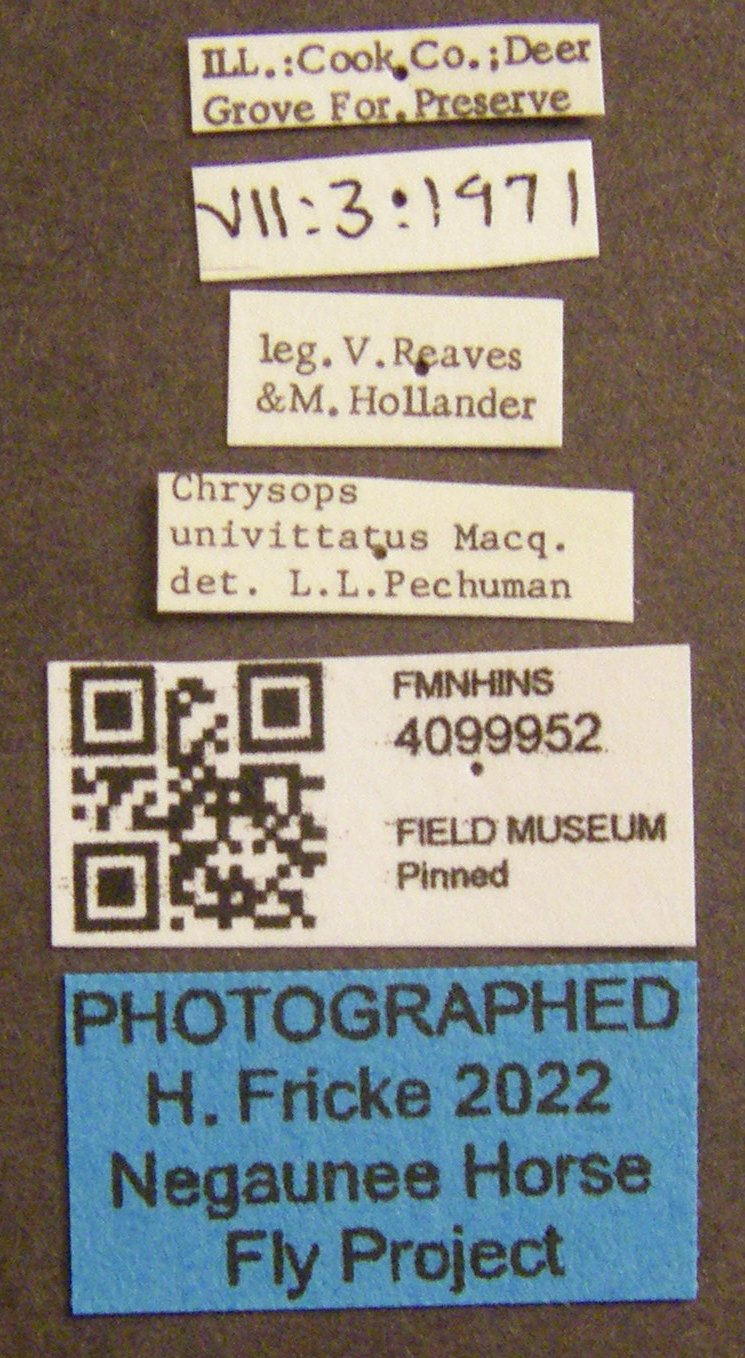 ILL.:Cook.Co.;Deer
Grove For.Preserve
VII:3:1971
leg.V.Reaves
&M.Hollander
Chrysops
univittatus Macq.
det. L.L.Pechuman
FMNHINS
4099952
FIELD MUSEUM
Pinned
PHOTOGRAPHED
H. Fricke 2022
Negaunee Horse
Fly Project